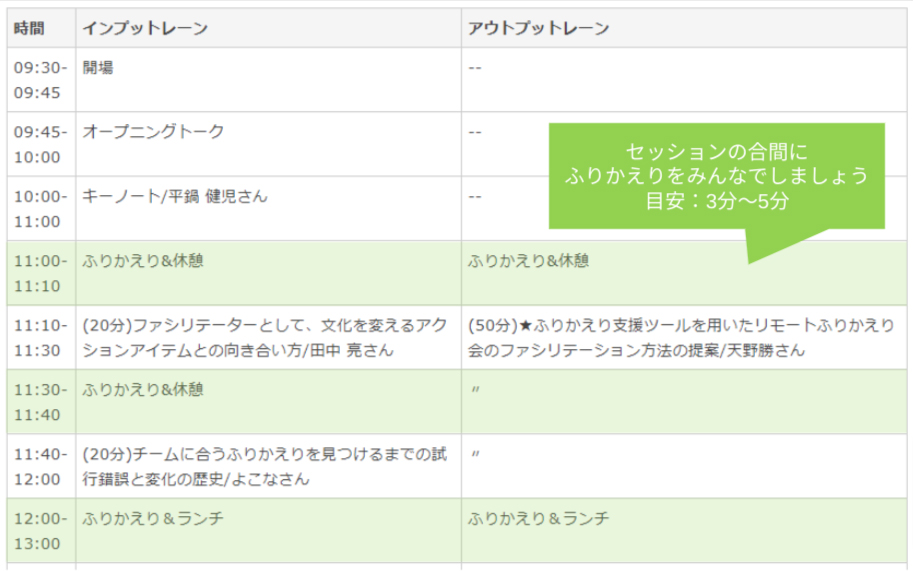 時間 インプットレーン アウトプットレーン
09:30- 開場 --
09:45
09:45- オープニングトーク --
10:00
セッションの合間に
ふりかえりをみんなでしましょう
目安：3分〜5分
10:00- キーノート/平鍋 健児さん --
11:00
11:00- ふりかえり&休憩 ふりかえり&休憩
11:10
11:10- (20分)ファシリテーターとして、文化を変えるアク (50分)★ふりかえり支援ツールを用いたリモートふりかえり
11:30 ションアイテムとの向き合い方/田中 亮さん 会のファシリテーション方法の提案/天野勝さん
11:30- ふりかえり&休憩 〃
11:40
11:40- (20分)チームに合うふりかえりを見つけるまでの試 〃
12:00 行錯誤と変化の歴史/よこなさん
12:00- ふりかえり＆ランチ ふりかえり＆ランチ
13:00